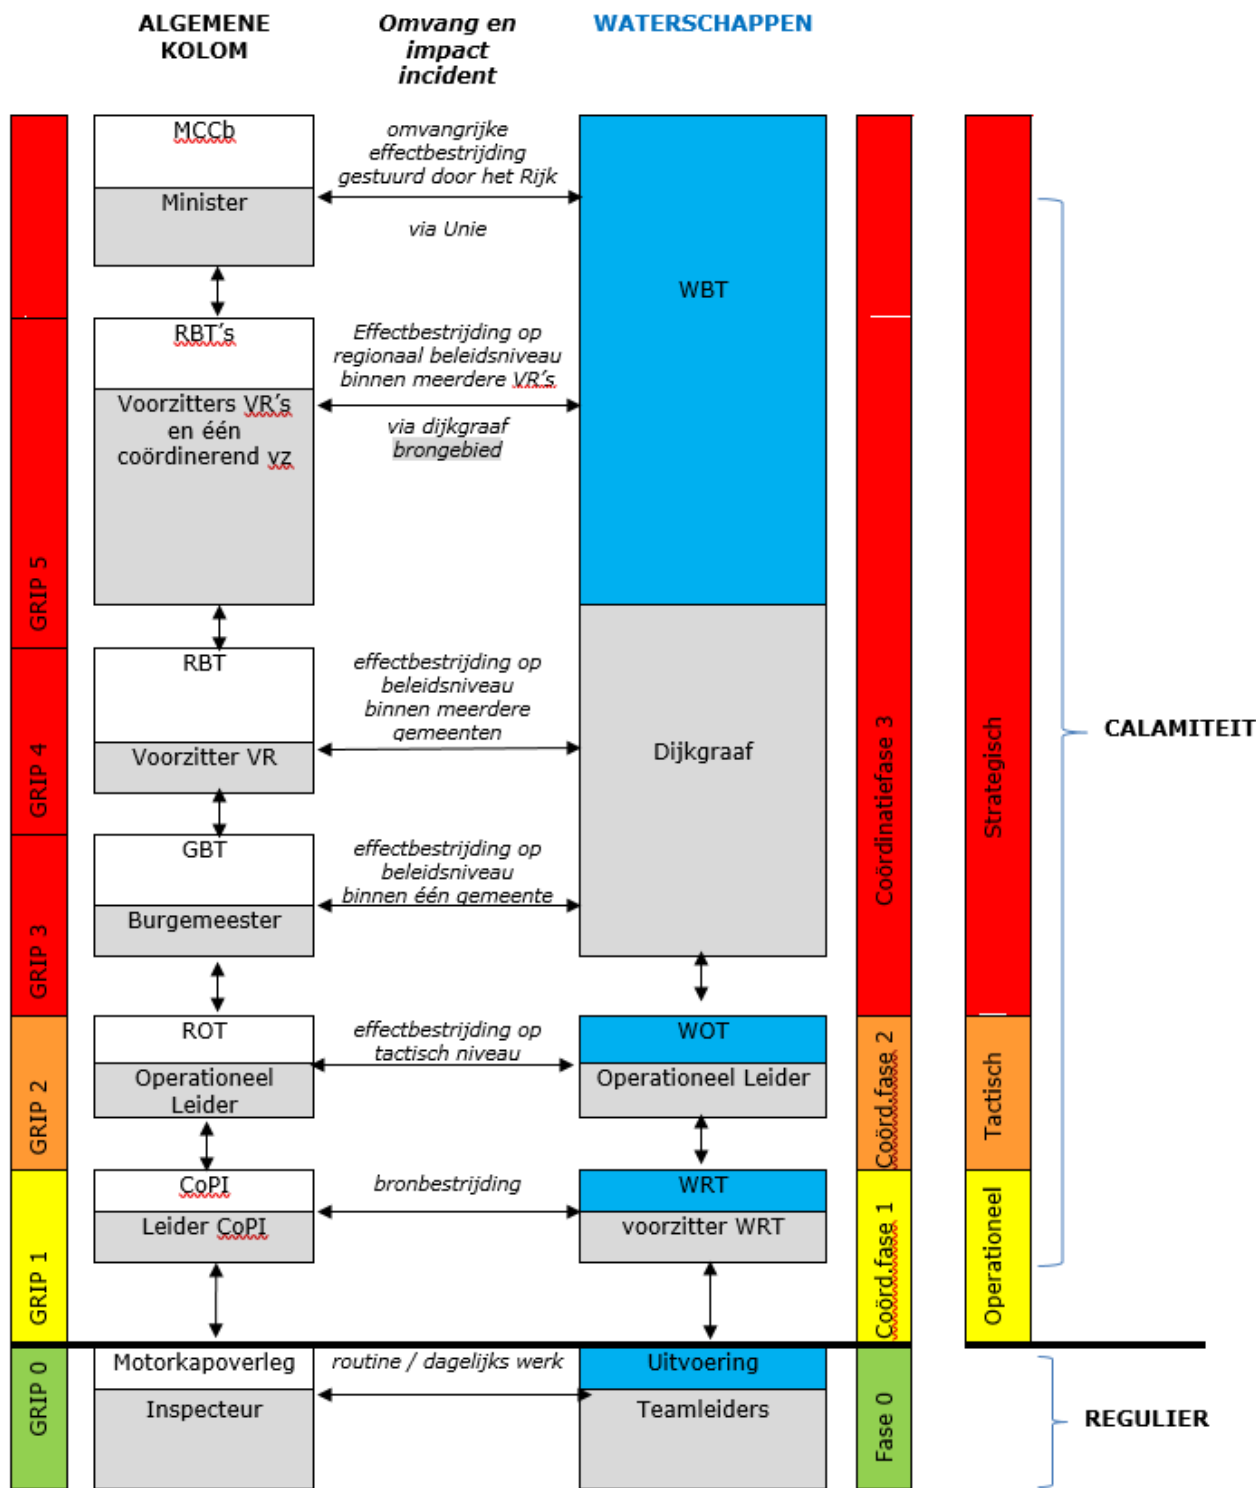 ALGEMENE
KOLOM
Omvang en
impact
incident
WATERSCHAPPEN
MCCb
Minister
omvangrijke
effectbestrijding
gestuurd door het Rijk
via Unie
WBT
RBT's
Voorzitters VR's
en één
coördinerend vz
Effectbestrijding op
regionaal beleidsniveau
binnen meerdere VR's
via dijkgraaf
brongebied
GRIP 5
RBT
Voorzitter VR
effectbestrijding op
beleidsniveau
binnen meerdere
gemeenten
Dijkgraaf
GRIP 4
GBT
Burgemeester
effectbestrijding op
beleidsniveau
binnen één gemeente
GRIP 3
Coördinatiefase 3
Strategisch
CALAMITEIT
ROT
Operationeel
Leider
effectbestrijding op
tactisch niveau
WOT
Operationeel Leider
GRIP 2
Coörd.fase 2
Tactisch
CoPI
Leider CoPI
bronbestrijding
WRT
voorzitter WRT
GRIP 1
Coörd.fase 1
Operationeel
GRIP 0
Motorkapoverleg
Inspecteur
routine / dagelijks werk
Uitvoering
Teamleiders
Fase 0
REGULIER